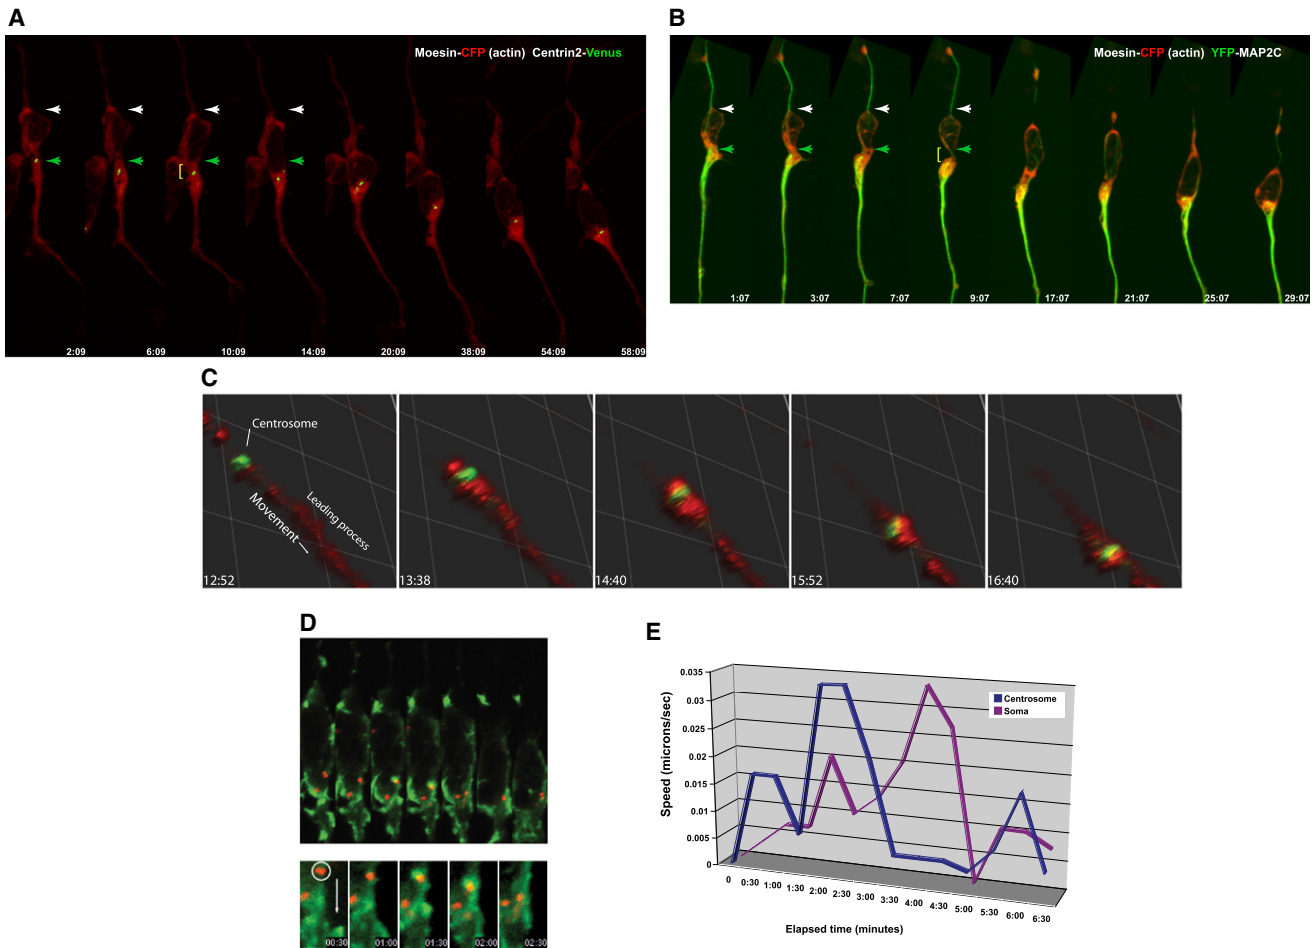 A
Moesin-CFP (actin) Centrin2-Venus
2:09 6:09 10:09 14:09 20:09 38:09 54:09 58:09
B
Moesin-CFP (actin) YFP-MAP2C
1:07 3:07 7:07 9:07 17:07 21:07 25:07 29:07
C
Centrosome
Movement
Leading process
12:52 13:38 14:40 15:52 16:40
D
00:30 01:00 01:30 02:00 02:30
E
Centrosome
Soma
Speed (microns/sec)
0.035
0.03
0.025
0.02
0.015
0.01
0.005
0
0 0:30 1:00 1:30 2:00 2:30 3:00 3:30 4:00 4:30 5:00 5:30 6:00 6:30
Elapsed time (minutes)